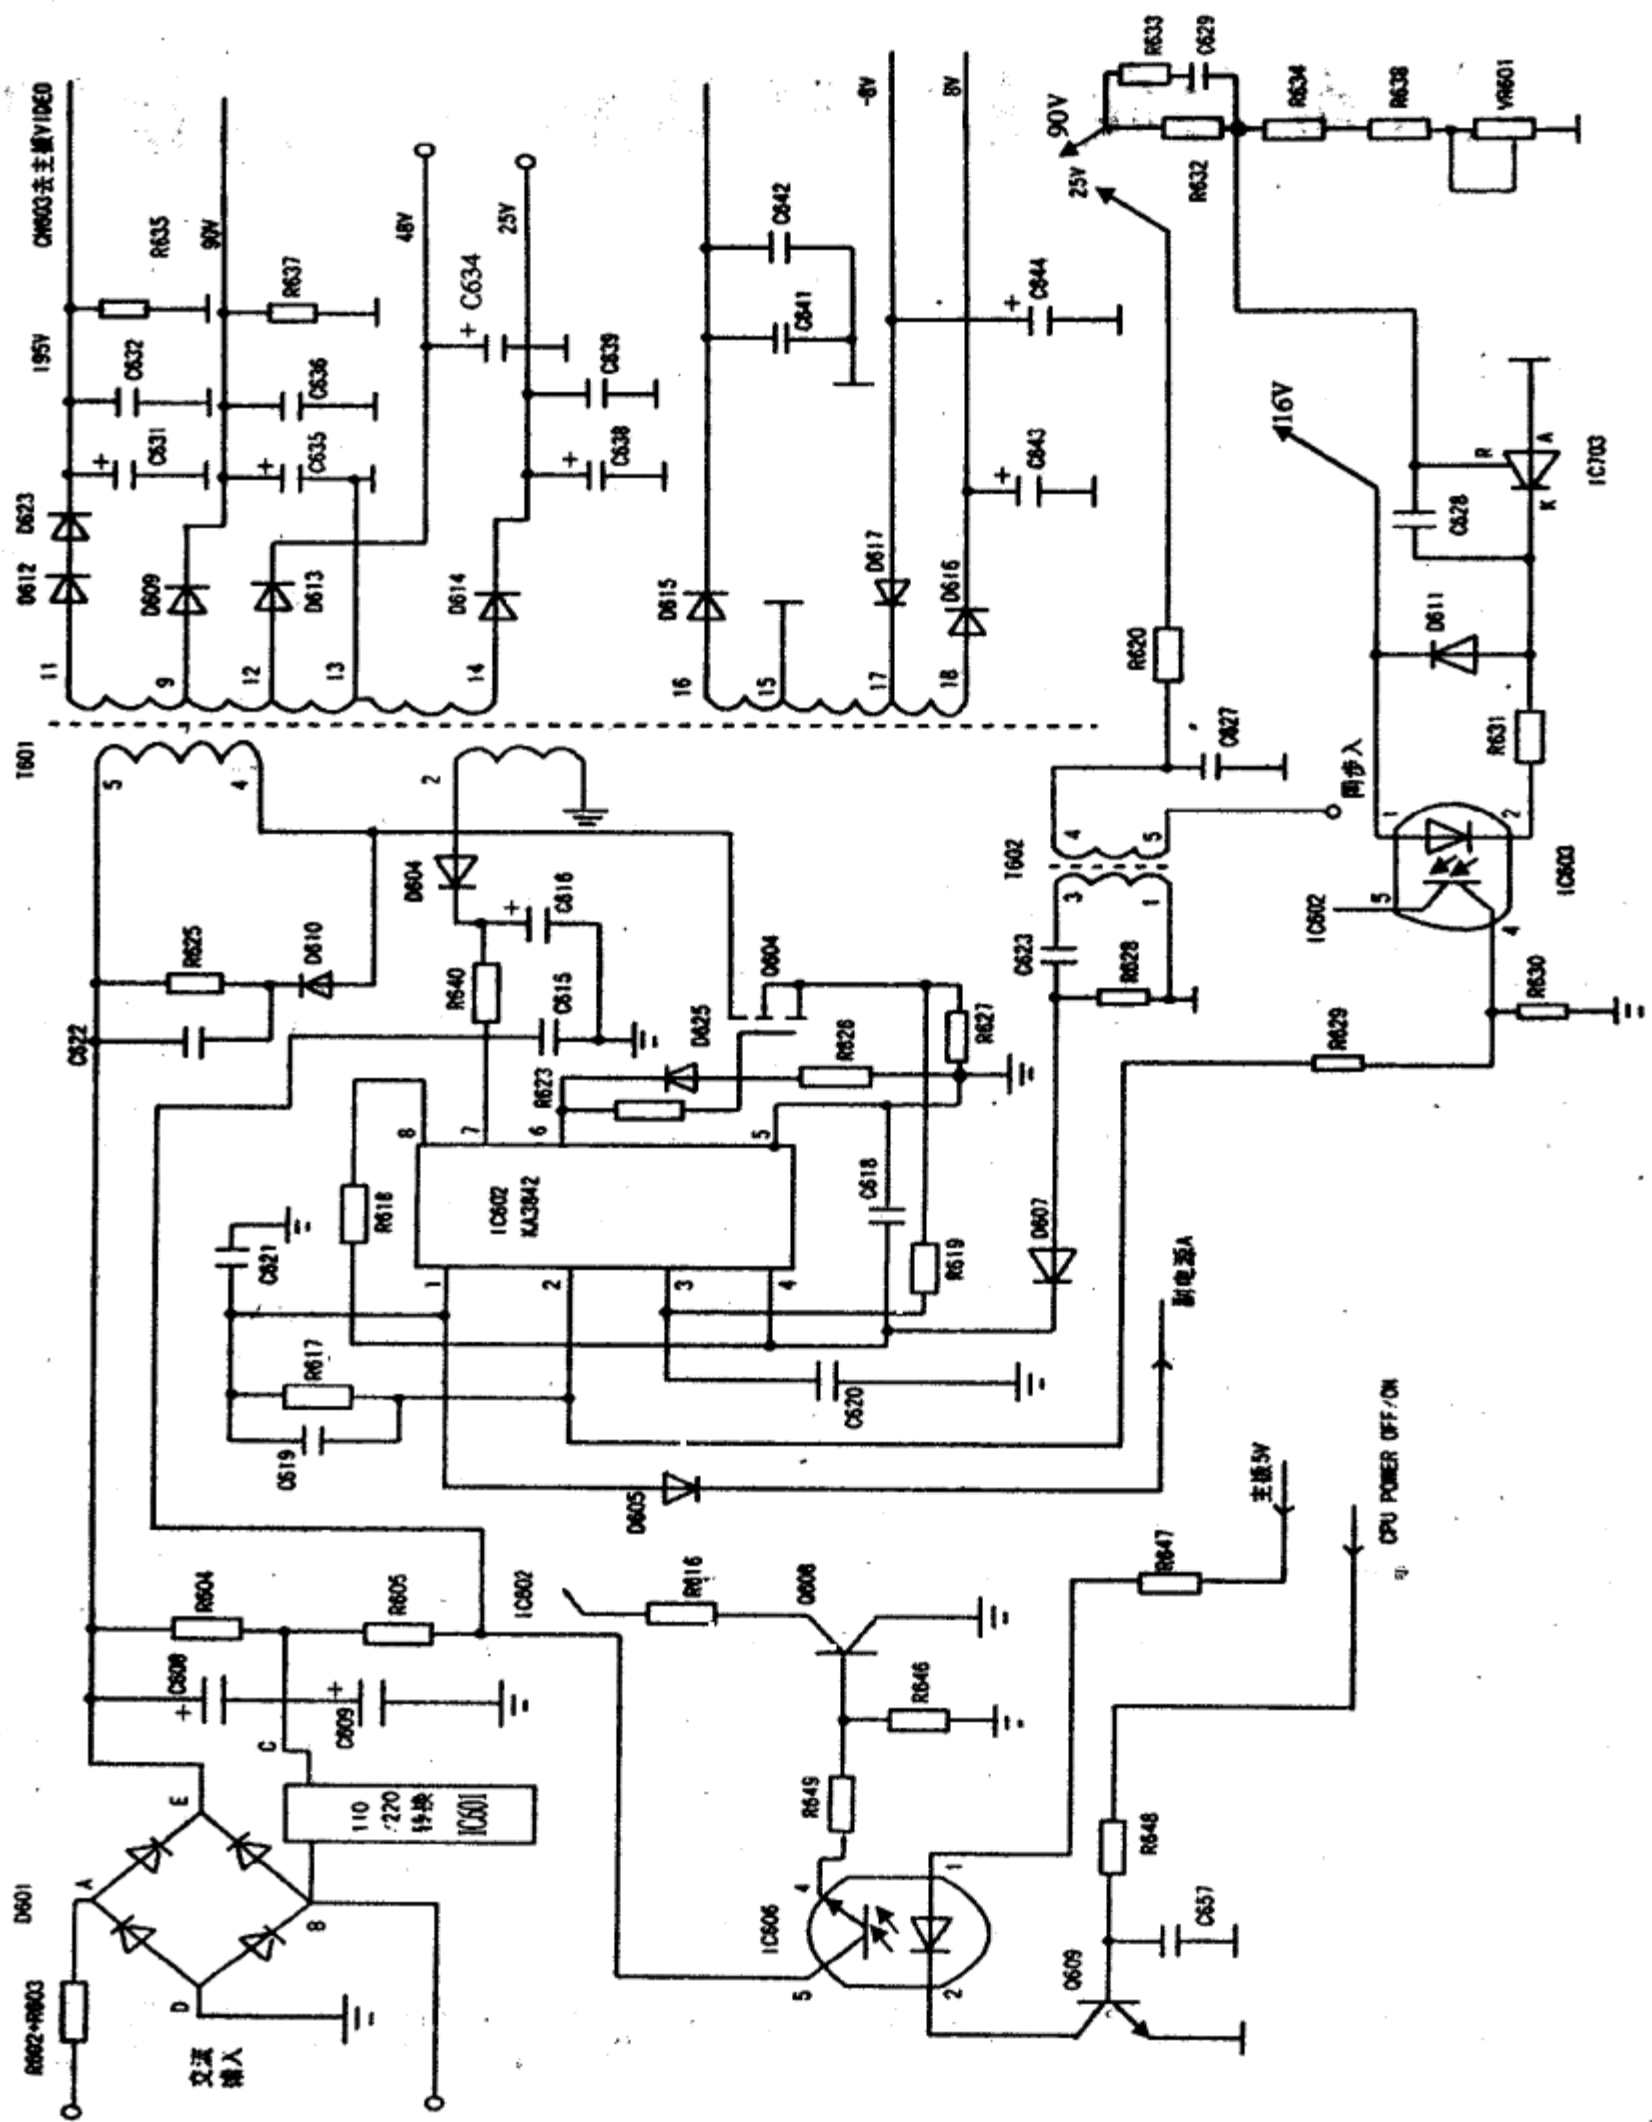 R602+R603
D601
交流
输入
A
B
D
E
C
110
/220
转换
IC601
C608
C609
R604
R605
C622
R625
D610
T601
5
4
2
D604
C616
C615
R640
C621
C619
R617
R618
IC602
KA3842
1
2
3
4
5
6
7
8
R623
D625
R626
Q604
R627
C618
R619
C620
D605
副电源A
D607
C623
R628
T602
3
1
4
5
C627
R620
25V
同步入
R629
R630
IC602
IC603
5
4
1
2
R631
D611
116V
C628
IC703
R
K
A
90V
R632
R633
C629
R634
R638
VR601
IC602
R616
Q608
R646
R649
IC606
5
4
1
2
R647
主板5V
CPU POWER OFF/ON
R648
C657
Q609
11
9
12
13
14
16
15
17
18
D612
D623
D609
D613
D614
D615
D617
D616
C631
C632
R635
195V
CN603去主板VIDEO
C635
C636
R637
90V
48V
C634
25V
C638
C639
C641
C642
C643
C644
-8V
8V